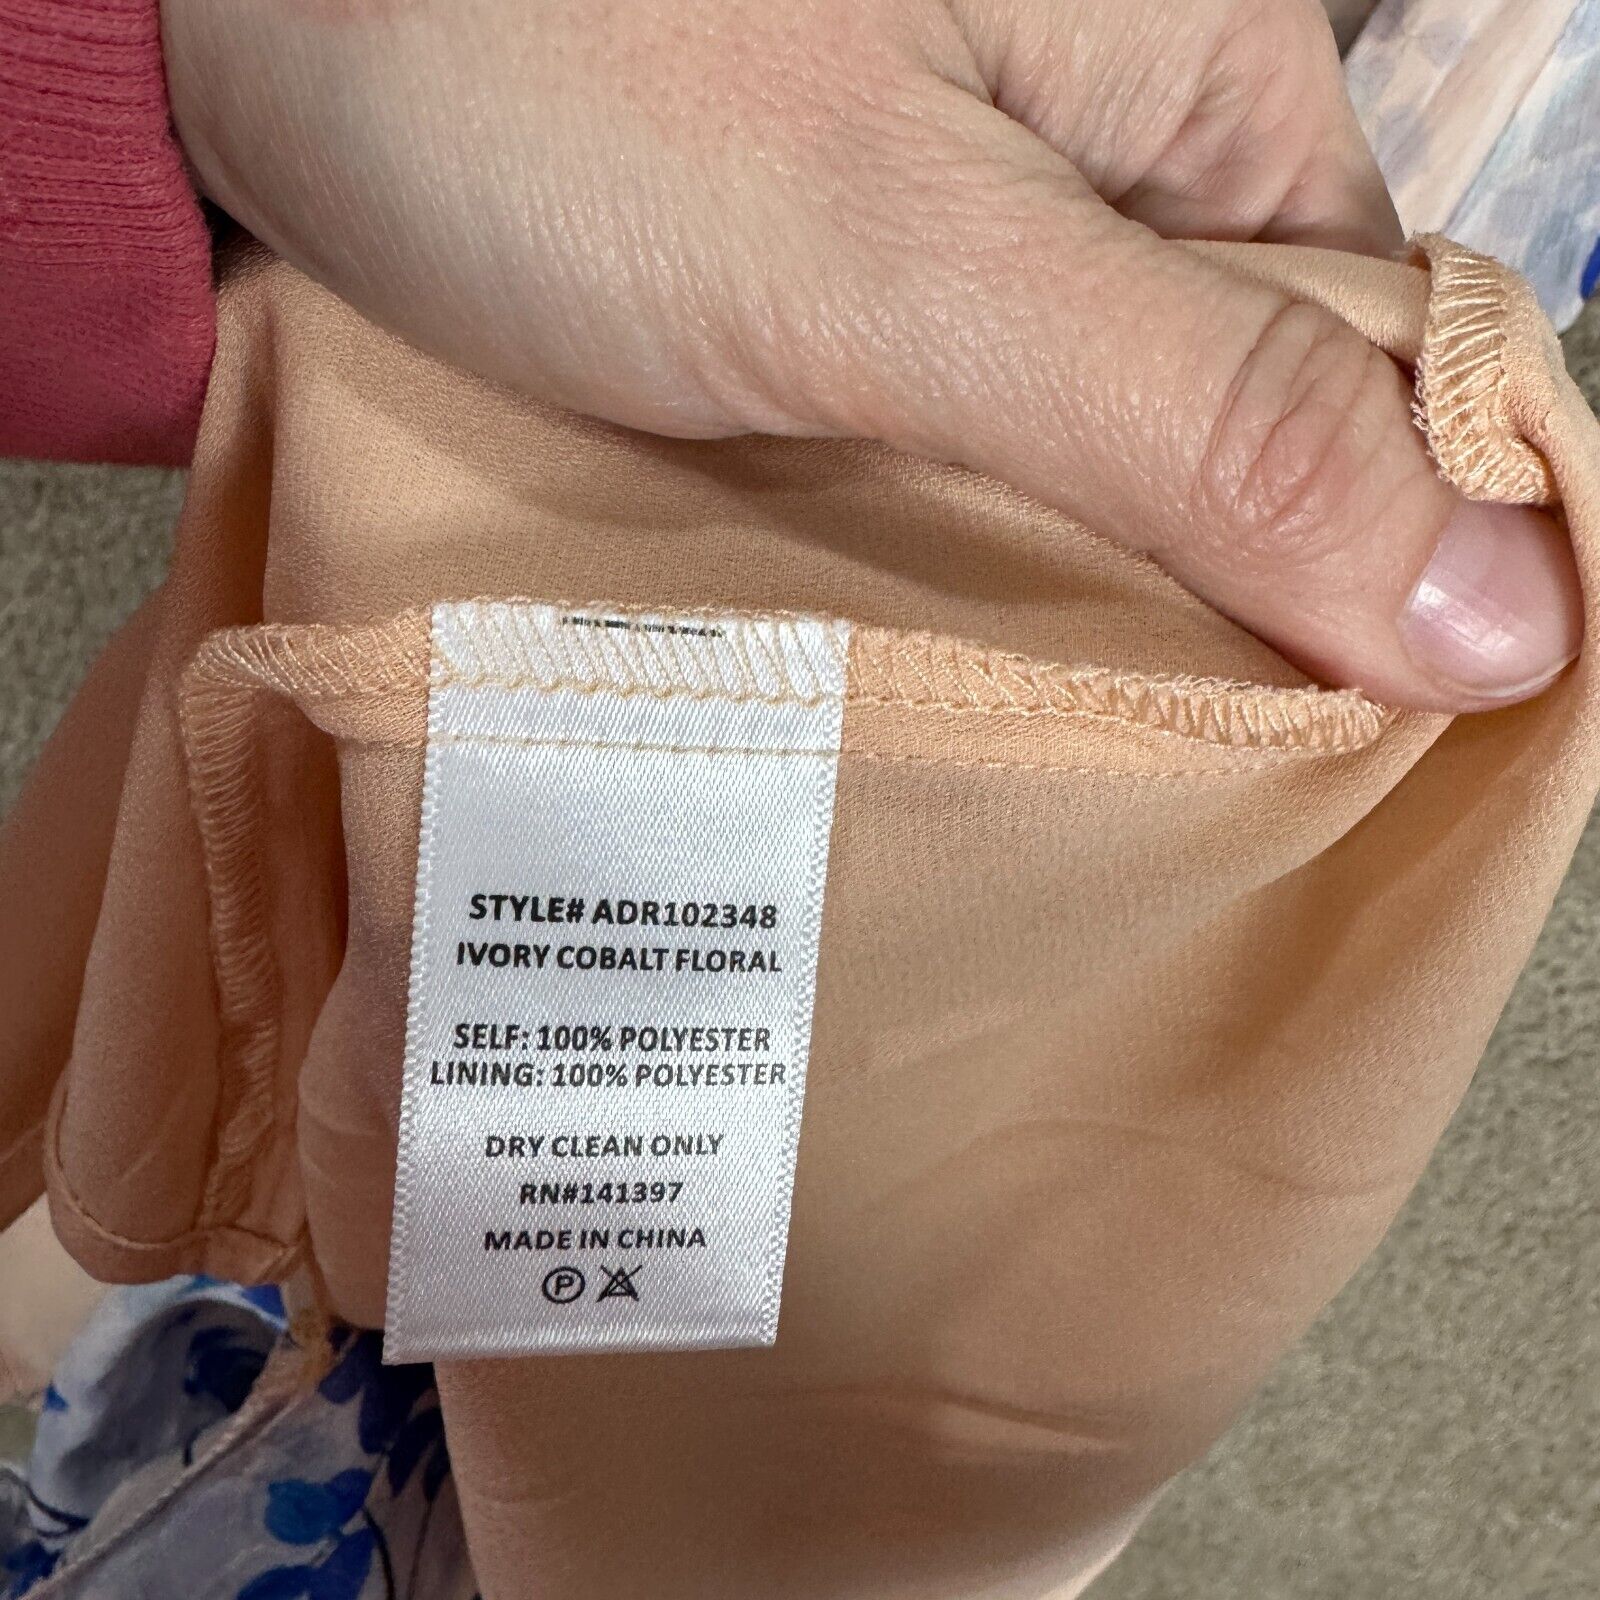 STYLE# ADR102348
IVORY COBALT FLORAL
SELF: 100% POLYESTER
LINING: 100% POLYESTER
DRY CLEAN ONLY
RN#141397
MADE IN CHINA
P